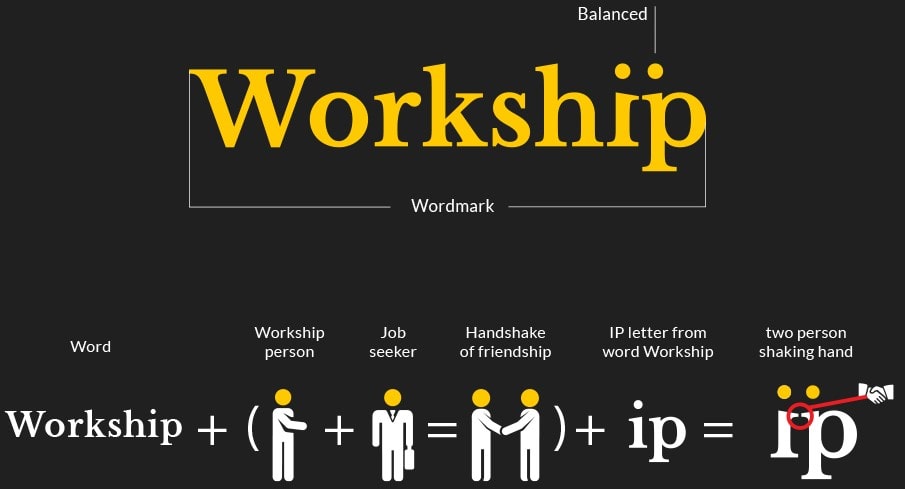 Balanced
Workship
Wordmark
Word
Workship
person
Job
seeker
Handshake
of friendship
IP letter from
word Workship
two person
shaking hand
Workship + ( + = ) + ip = ip